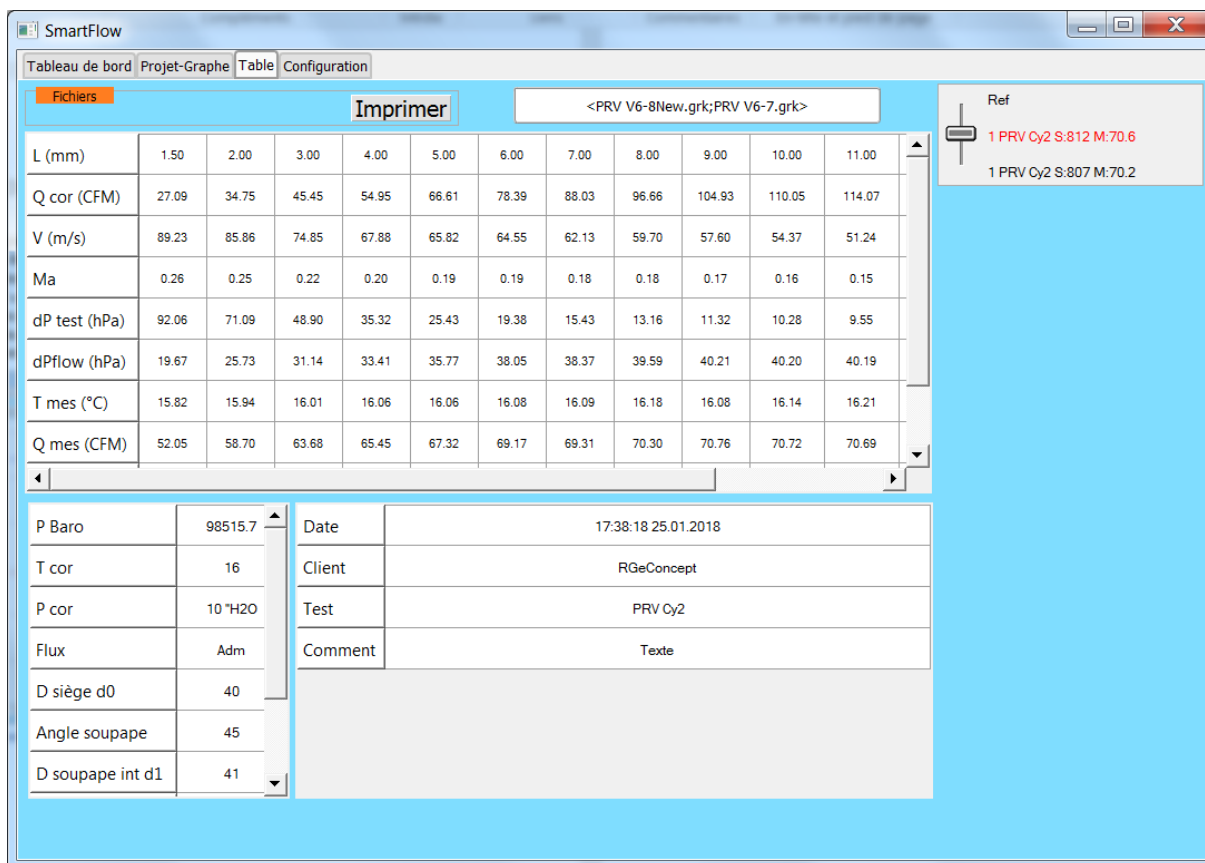 SmartFlow
Tableau de bord Projet-Graphe Table Configuration
Fichiers
Imprimer
<PRV V6-8New.grk;PRV V6-7.grk>
Ref
1 PRV Cy2 S:812 M:70.6
1 PRV Cy2 S:807 M:70.2
L (mm) 1.50 2.00 3.00 4.00 5.00 6.00 7.00 8.00 9.00 10.00 11.00
Q cor (CFM) 27.09 34.75 45.45 54.95 66.61 78.39 88.03 96.66 104.93 110.05 114.07
V (m/s) 89.23 85.86 74.85 67.88 65.82 64.55 62.13 59.70 57.60 54.37 51.24
Ma 0.26 0.25 0.22 0.20 0.19 0.19 0.18 0.18 0.17 0.16 0.15
dP test (hPa) 92.06 71.09 48.90 35.32 25.43 19.38 15.43 13.16 11.32 10.28 9.55
dPflow (hPa) 19.67 25.73 31.14 33.41 35.77 38.05 38.37 39.59 40.21 40.20 40.19
T mes (°C) 15.82 15.94 16.01 16.06 16.06 16.08 16.09 16.18 16.08 16.14 16.21
Q mes (CFM) 52.05 58.70 63.68 65.45 67.32 69.17 69.31 70.30 70.76 70.72 70.69
P Baro 98515.7
T cor 16
P cor 10 "H2O
Flux Adm
D siège d0 40
Angle soupape 45
D soupape int d1 41
Date 17:38:18 25.01.2018
Client RGeConcept
Test PRV Cy2
Comment Texte